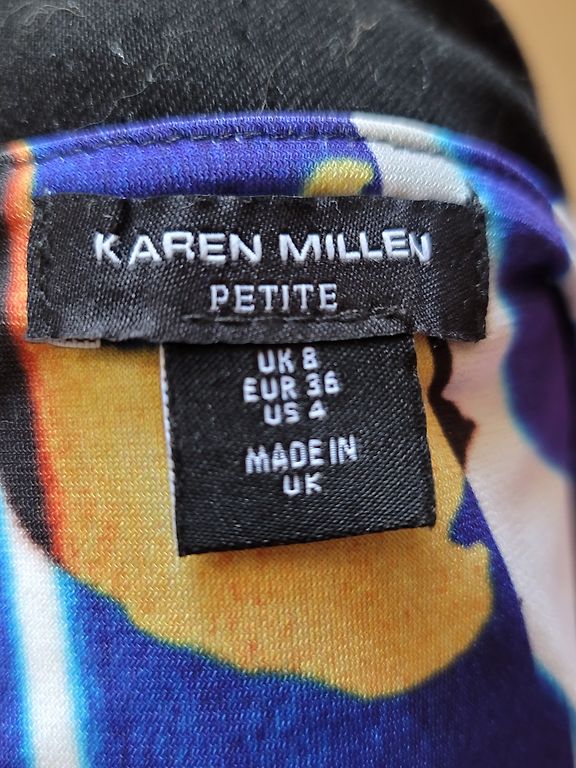 KAREN MILLEN
PETITE
UK 8
EUR 36
US 4
MADE IN
UK